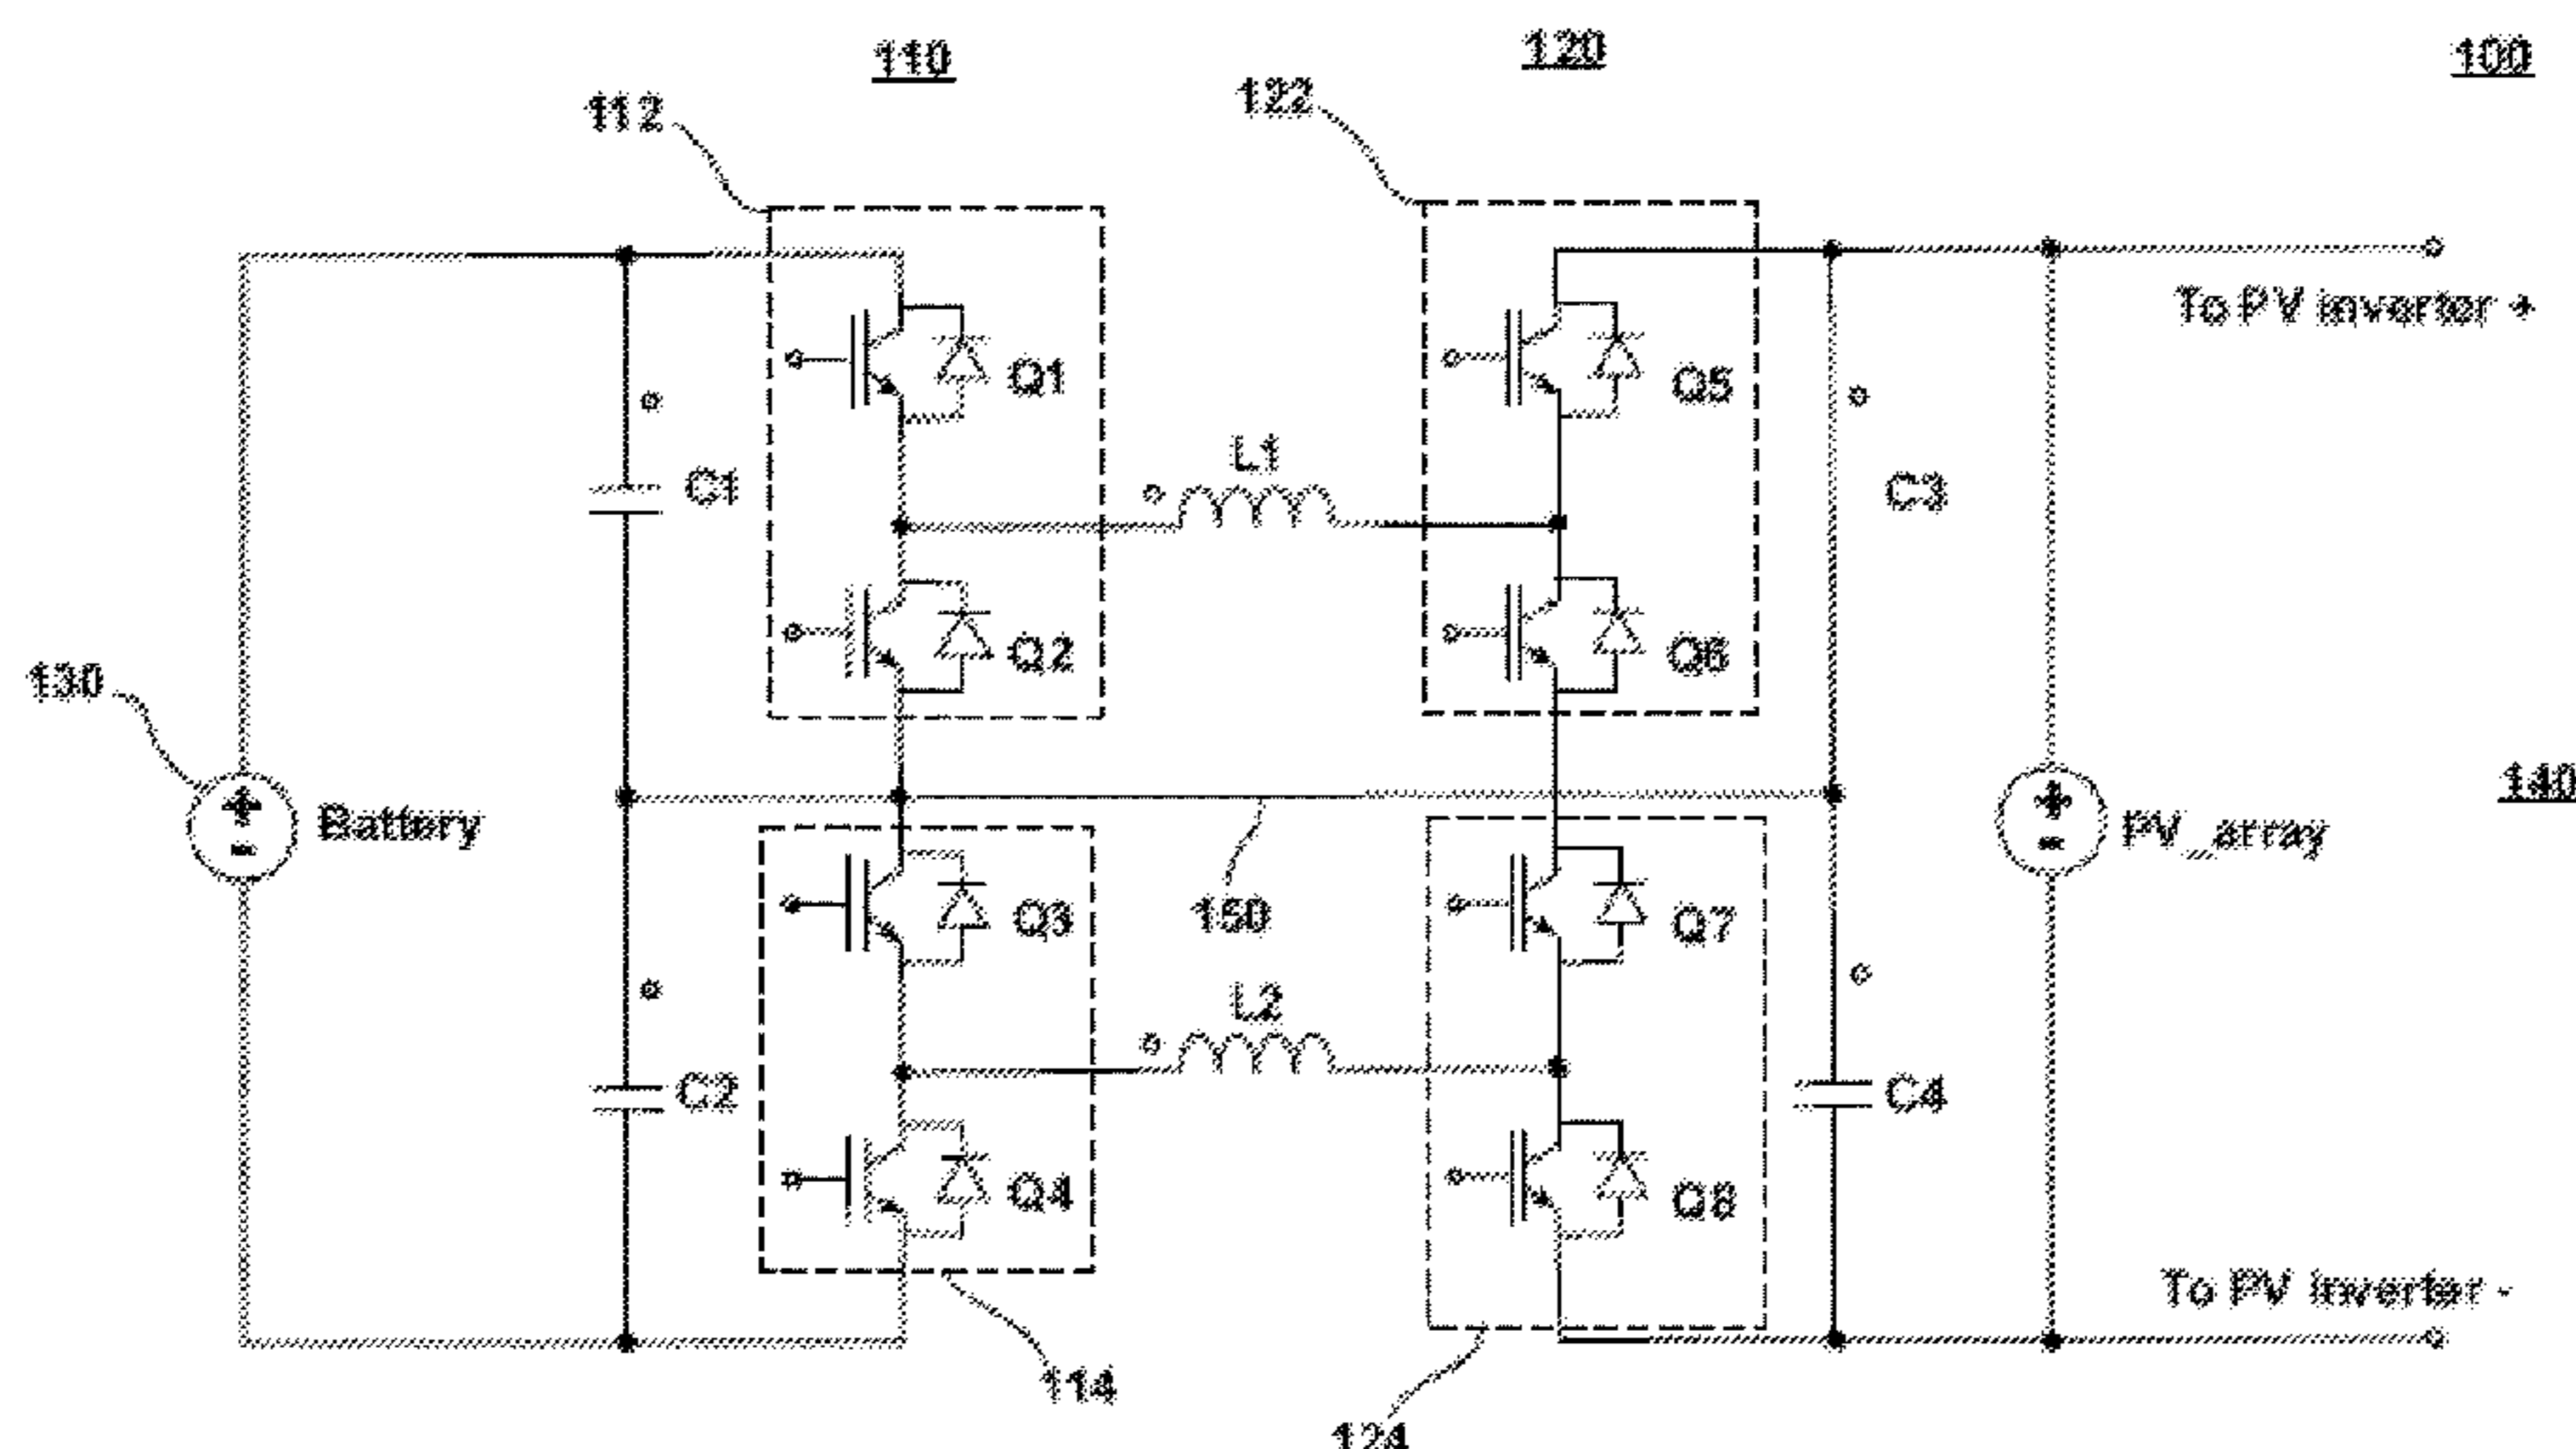 110
120
100
112
122
To PV inverter +
Q1
Q5
L1
C1
C3
Q2
Q6
130
140
Battery
PV_array
150
Q3
Q7
L2
C2
C4
Q4
Q8
To PV inverter -
114
124